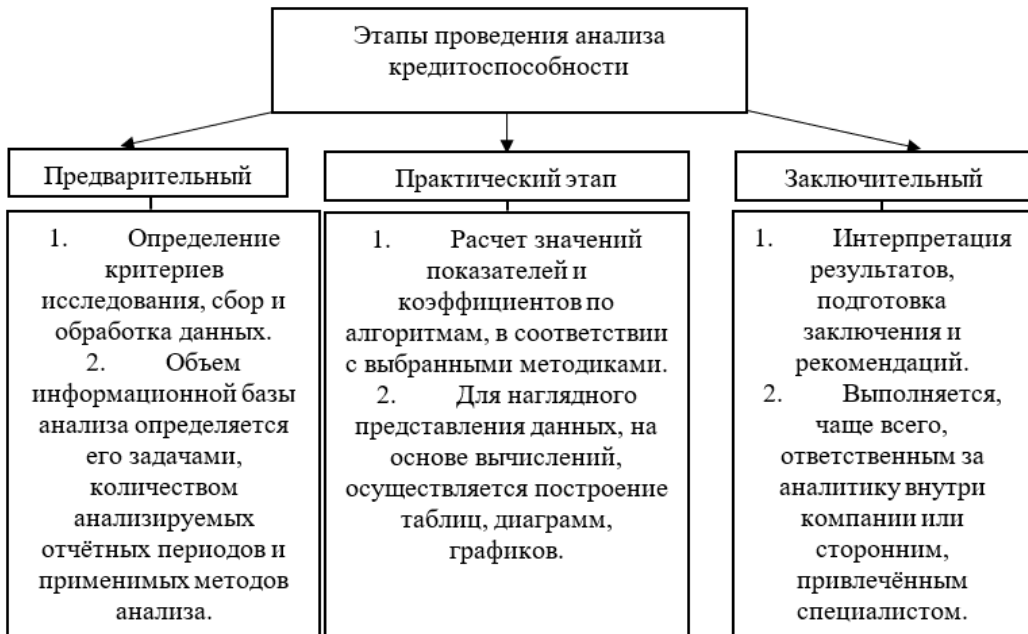 Этапы проведения анализа
кредитоспособности
Предварительный
Практический этап
Заключительный
1. Определение
критериев
исследования, сбор и
обработка данных.
2. Объем
информационной базы
анализа определяется
его задачами,
количеством
анализируемых
отчётных периодов и
применимых методов
анализа.
1. Расчет значений
показателей и
коэффициентов по
алгоритмам, в соответствии
с выбранными методиками.
2. Для наглядного
представления данных, на
основе вычислений,
осуществляется построение
таблиц, диаграмм,
графиков.
1. Интерпретация
результатов,
подготовка
заключения и
рекомендаций.
2. Выполняется,
чаще всего,
ответственным за
аналитику внутри
компании или
сторонним,
привлечённым
специалистом.